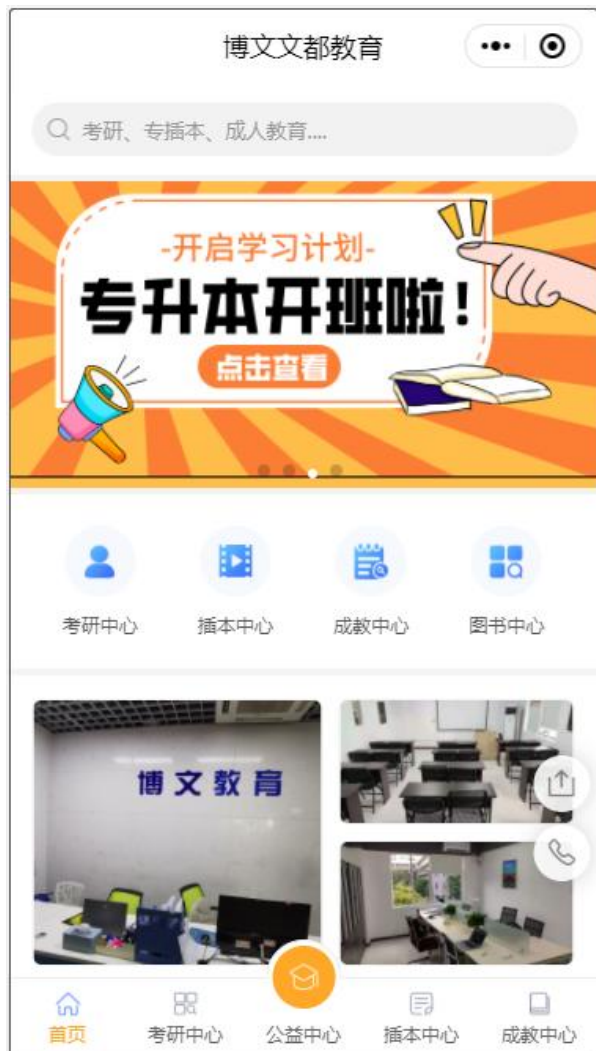 博文文都教育
考研、专插本、成人教育....
-开启学习计划-
专升本开班啦!
点击查看
考研中心
插本中心
成教中心
图书中心
博文教育
首页
考研中心
公益中心
插本中心
成教中心